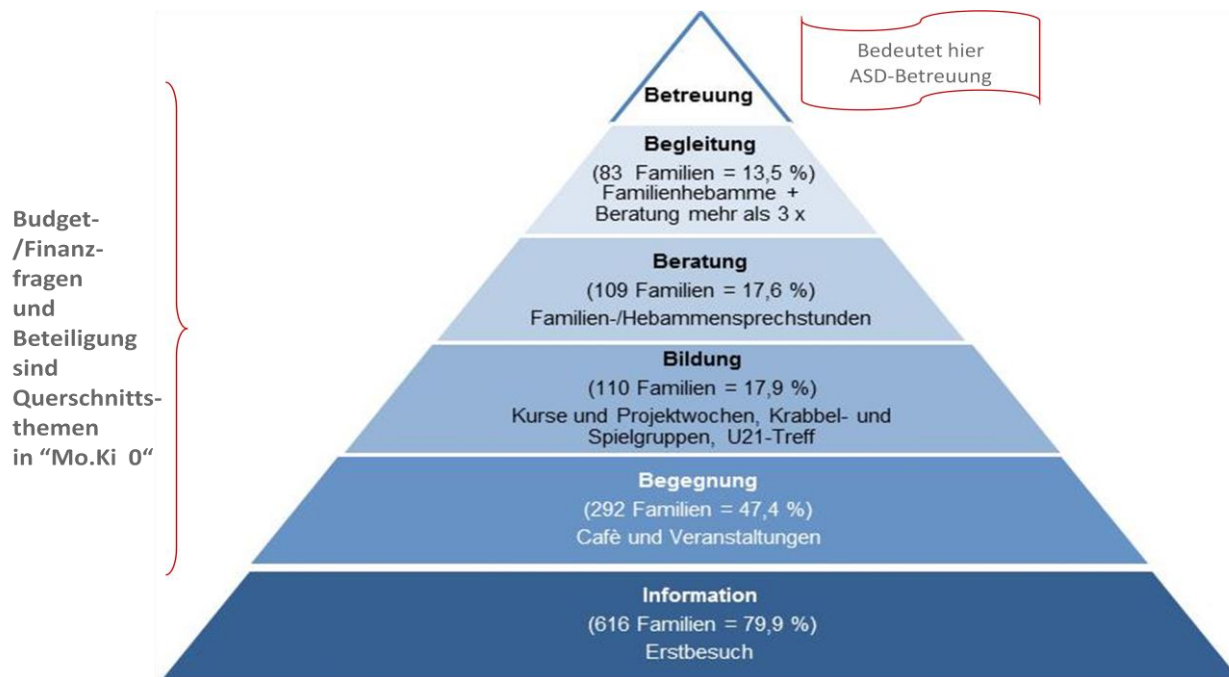 Bedeutet hier
ASD-Betreuung
Betreuung
Begleitung
(83 Familien = 13,5 %)
Familienhebamme +
Beratung mehr als 3 x
Beratung
(109 Familien = 17,6 %)
Familien-/Hebammensprechstunden
Bildung
(110 Familien = 17,9 %)
Kurse und Projektwochen, Krabbel- und
Spielgruppen, U21-Treff
Begegnung
(292 Familien = 47,4 %)
Cafè und Veranstaltungen
Information
(616 Familien = 79,9 %)
Erstbesuch
Budget-
/Finanz-
fragen
und
Beteiligung
sind
Querschnitts-
themen
in “Mo.Ki 0“